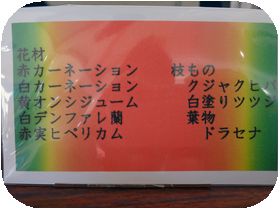 花材
赤カーネーション 枝もの
白カーネーション クジャクヒバ
黄オンシジューム 白塗りツツジ
白デンファレ蘭 葉物
赤実ヒペリカム ドラセナ